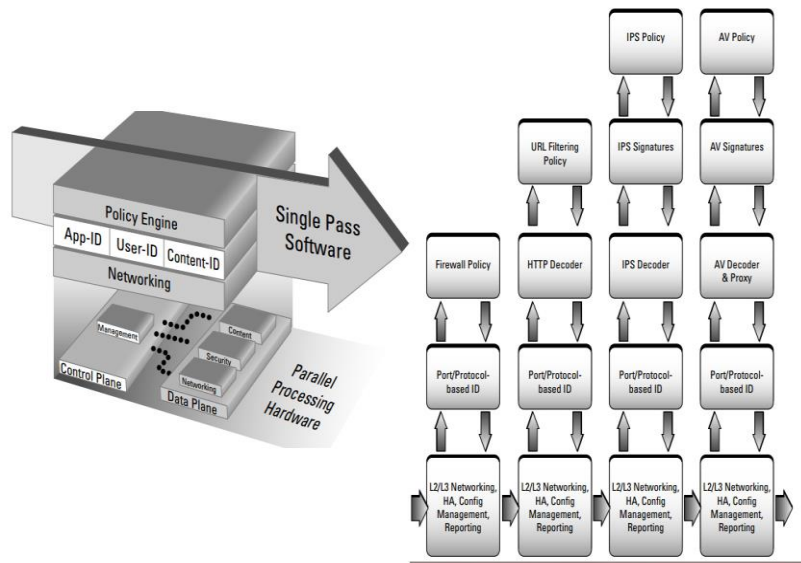 Policy Engine
App-ID
User-ID
Content-ID
Networking
Single Pass
Software
Management
Control Plane
Content
Security
Networking
Data Plane
Parallel
Processing
Hardware
IPS Policy
AV Policy
URL Filtering
Policy
IPS Signatures
AV Signatures
Firewall Policy
HTTP Decoder
IPS Decoder
AV Decoder
& Proxy
Port/Protocol-
based ID
Port/Protocol-
based ID
Port/Protocol-
based ID
Port/Protocol-
based ID
L2/L3 Networking,
HA, Config
Management,
Reporting
L2/L3 Networking,
HA, Config
Management,
Reporting
L2/L3 Networking,
HA, Config
Management,
Reporting
L2/L3 Networking,
HA, Config
Management,
Reporting